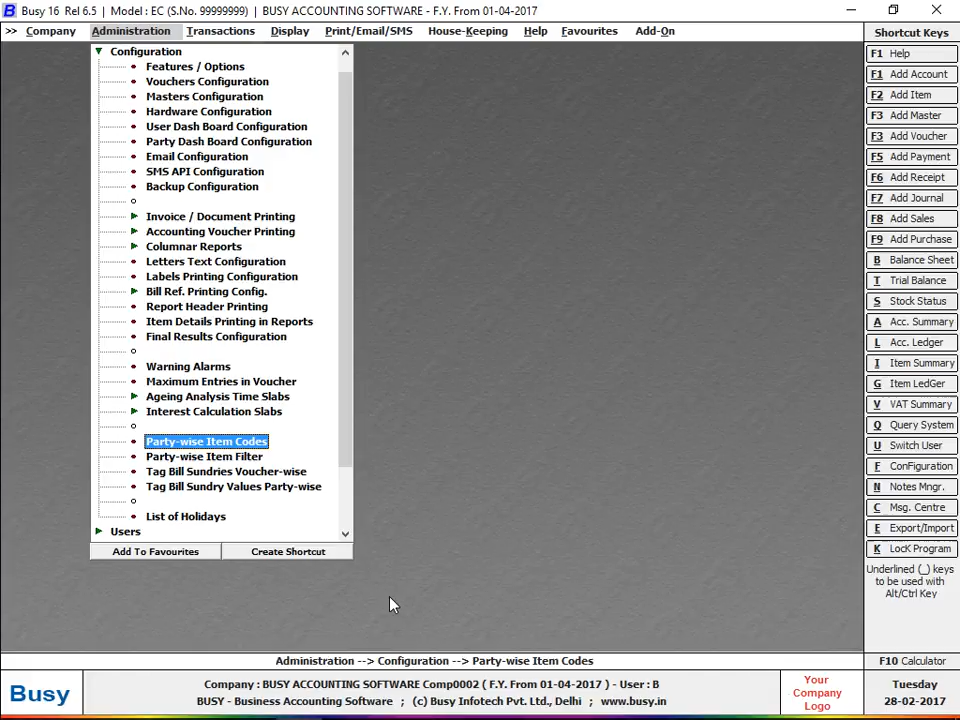 Busy 16 Rel 6.5 | Model : EC (S.No. 99999999) | BUSY ACCOUNTING SOFTWARE - F.Y. From 01-04-2017
>> Company Administration Transactions Display Print/Email/SMS House-Keeping Favourites Add-On Help
Configuration
Features / Options
Vouchers Configuration
Masters Configuration
Hardware Configuration
User Dash Board Configuration
Party Dash Board Configuration
Email Configuration
SMS API Configuration
Backup Configuration
Invoice / Document Printing
Accounting Voucher Printing
Columnar Reports
Letters Text Configuration
Labels Printing Configuration
Bill Ref. Printing Config.
Report Header Printing
Item Details Printing in Reports
Final Results Configuration
Warning Alarms
Maximum Entries in Voucher
Ageing Analysis Time Slabs
Interest Calculation Slabs
Party-wise Item Codes
Party-wise Item Filter
Tag Bill Sundries Voucher-wise
Tag Bill Sundry Values Party-wise
List of Holidays
Users
Add To Favourites Create Shortcut
Shortcut Keys
F1 Help
F1 Add Account
F2 Add Item
F3 Add Master
F3 Add Voucher
F5 Add Payment
F6 Add Receipt
F7 Add Journal
F8 Add Sales
F9 Add Purchase
B Balance Sheet
T Trial Balance
S Stock Status
A Acc. Summary
L Acc. Ledger
I Item Summary
G Item LedGer
V VAT Summary
Q Query System
U Switch User
F ConFiguration
N Notes Mngr.
C Msg. Centre
E Export/Import
K LocK Program
Underlined (_) keys
to be used with
Alt/Ctrl Key
Administration --> Configuration --> Party-wise Item Codes
F10 Calculator
Busy
Company : BUSY ACCOUNTING SOFTWARE Comp0002 ( F.Y. From 01-04-2017 ) - User : B
BUSY - Business Accounting Software ; (c) Busy Infotech Pvt. Ltd., Delhi ; www.busy.in
Your
Company
Logo
Tuesday
28-02-2017